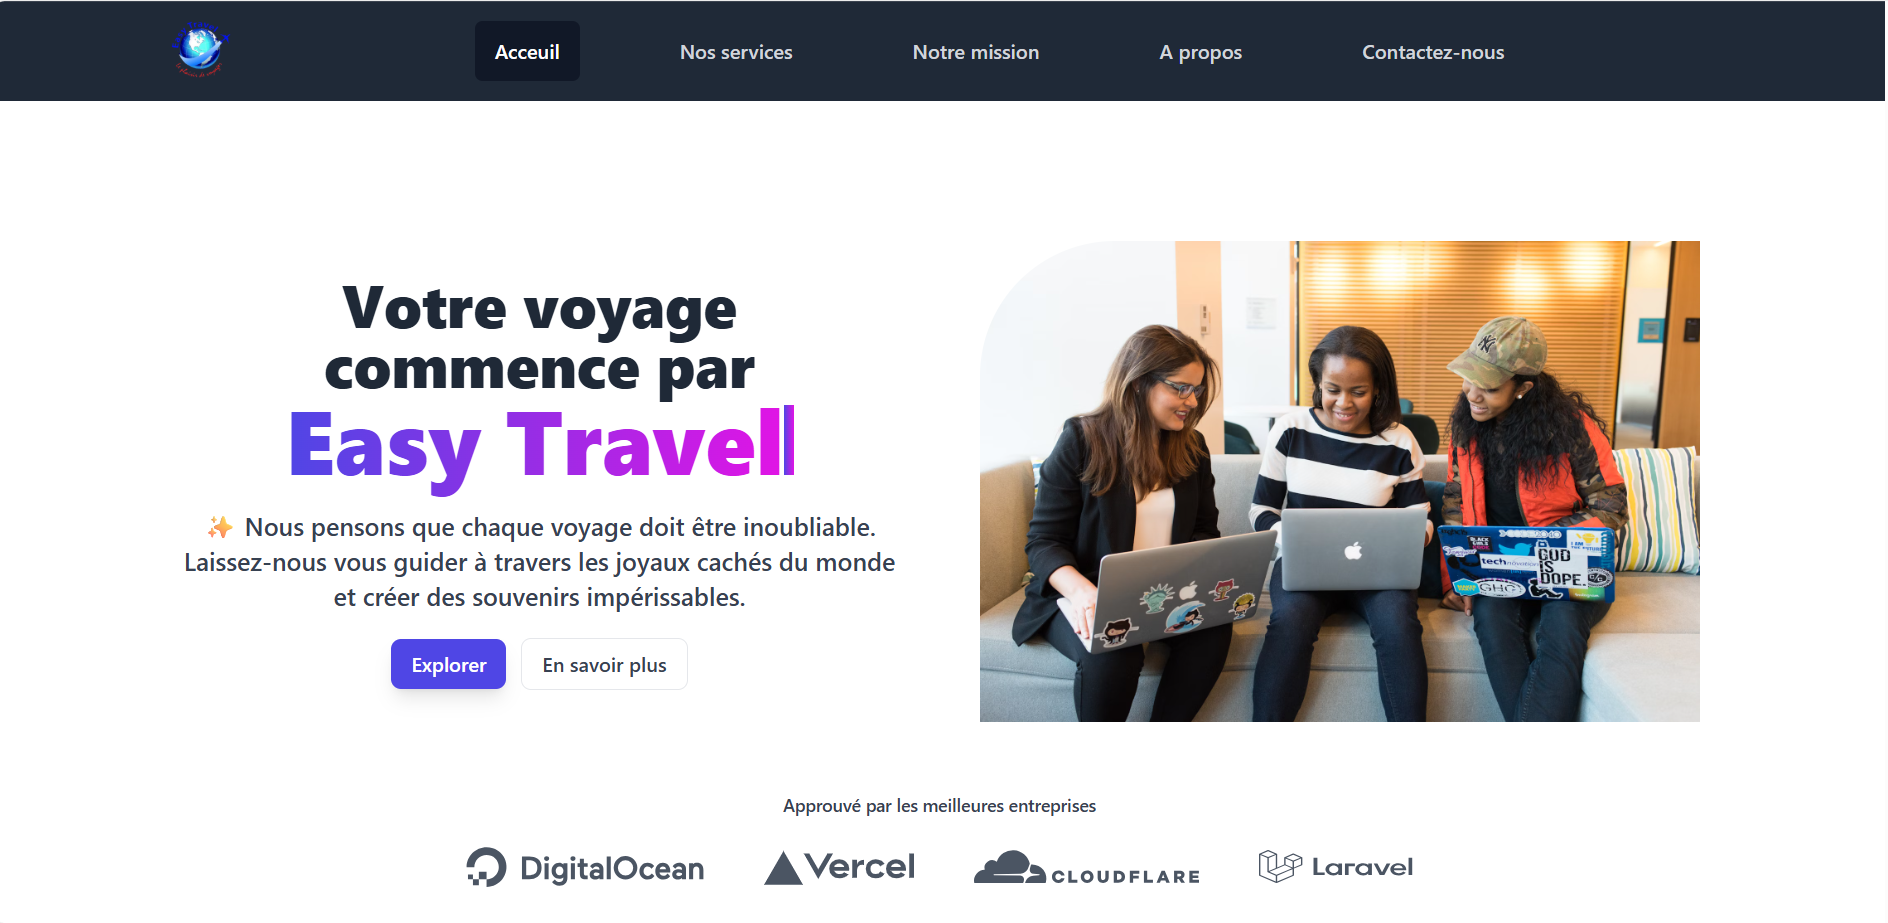 Acceuil
Nos services
Notre mission
A propos
Contactez-nous
Votre voyage
commence par
Easy Travel
✨ Nous pensons que chaque voyage doit être inoubliable.
Laissez-nous vous guider à travers les joyaux cachés du monde
et créer des souvenirs impérissables.
Explorer
En savoir plus
GOD
IS
DOPE.
GHC
Approuvé par les meilleures entreprises
DigitalOcean
Vercel
CLOUDFLARE
Laravel